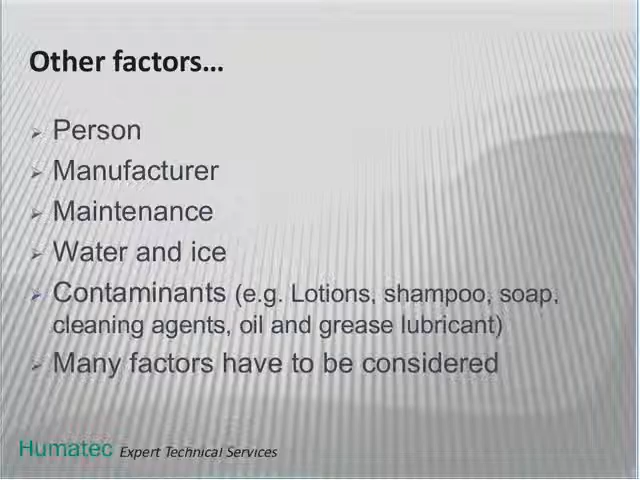 Other factors...
➢ Person
➢ Manufacturer
➢ Maintenance
➢ Water and ice
➢ Contaminants (e.g. Lotions, shampoo, soap,
cleaning agents, oil and grease lubricant)
➢ Many factors have to be considered
Humatec Expert Technical Services